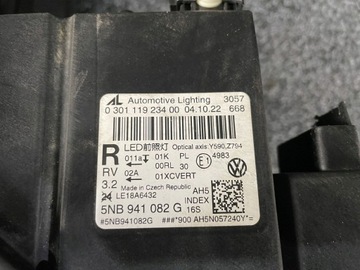 AL Automotive Lighting 3057
0 301 119 234 00 04.10.22 668
LED前照灯 Optical axis: Y590,Z794
R 011a 01K PL E1 4983
RV 00RL 30
3.2 02A 01XCVERT
24 LE18A6432 Made in Czech Republic AH5
5NB 941 082 G INDEX
16S
#5NB941082G ###*900 AH5N057240Y*=